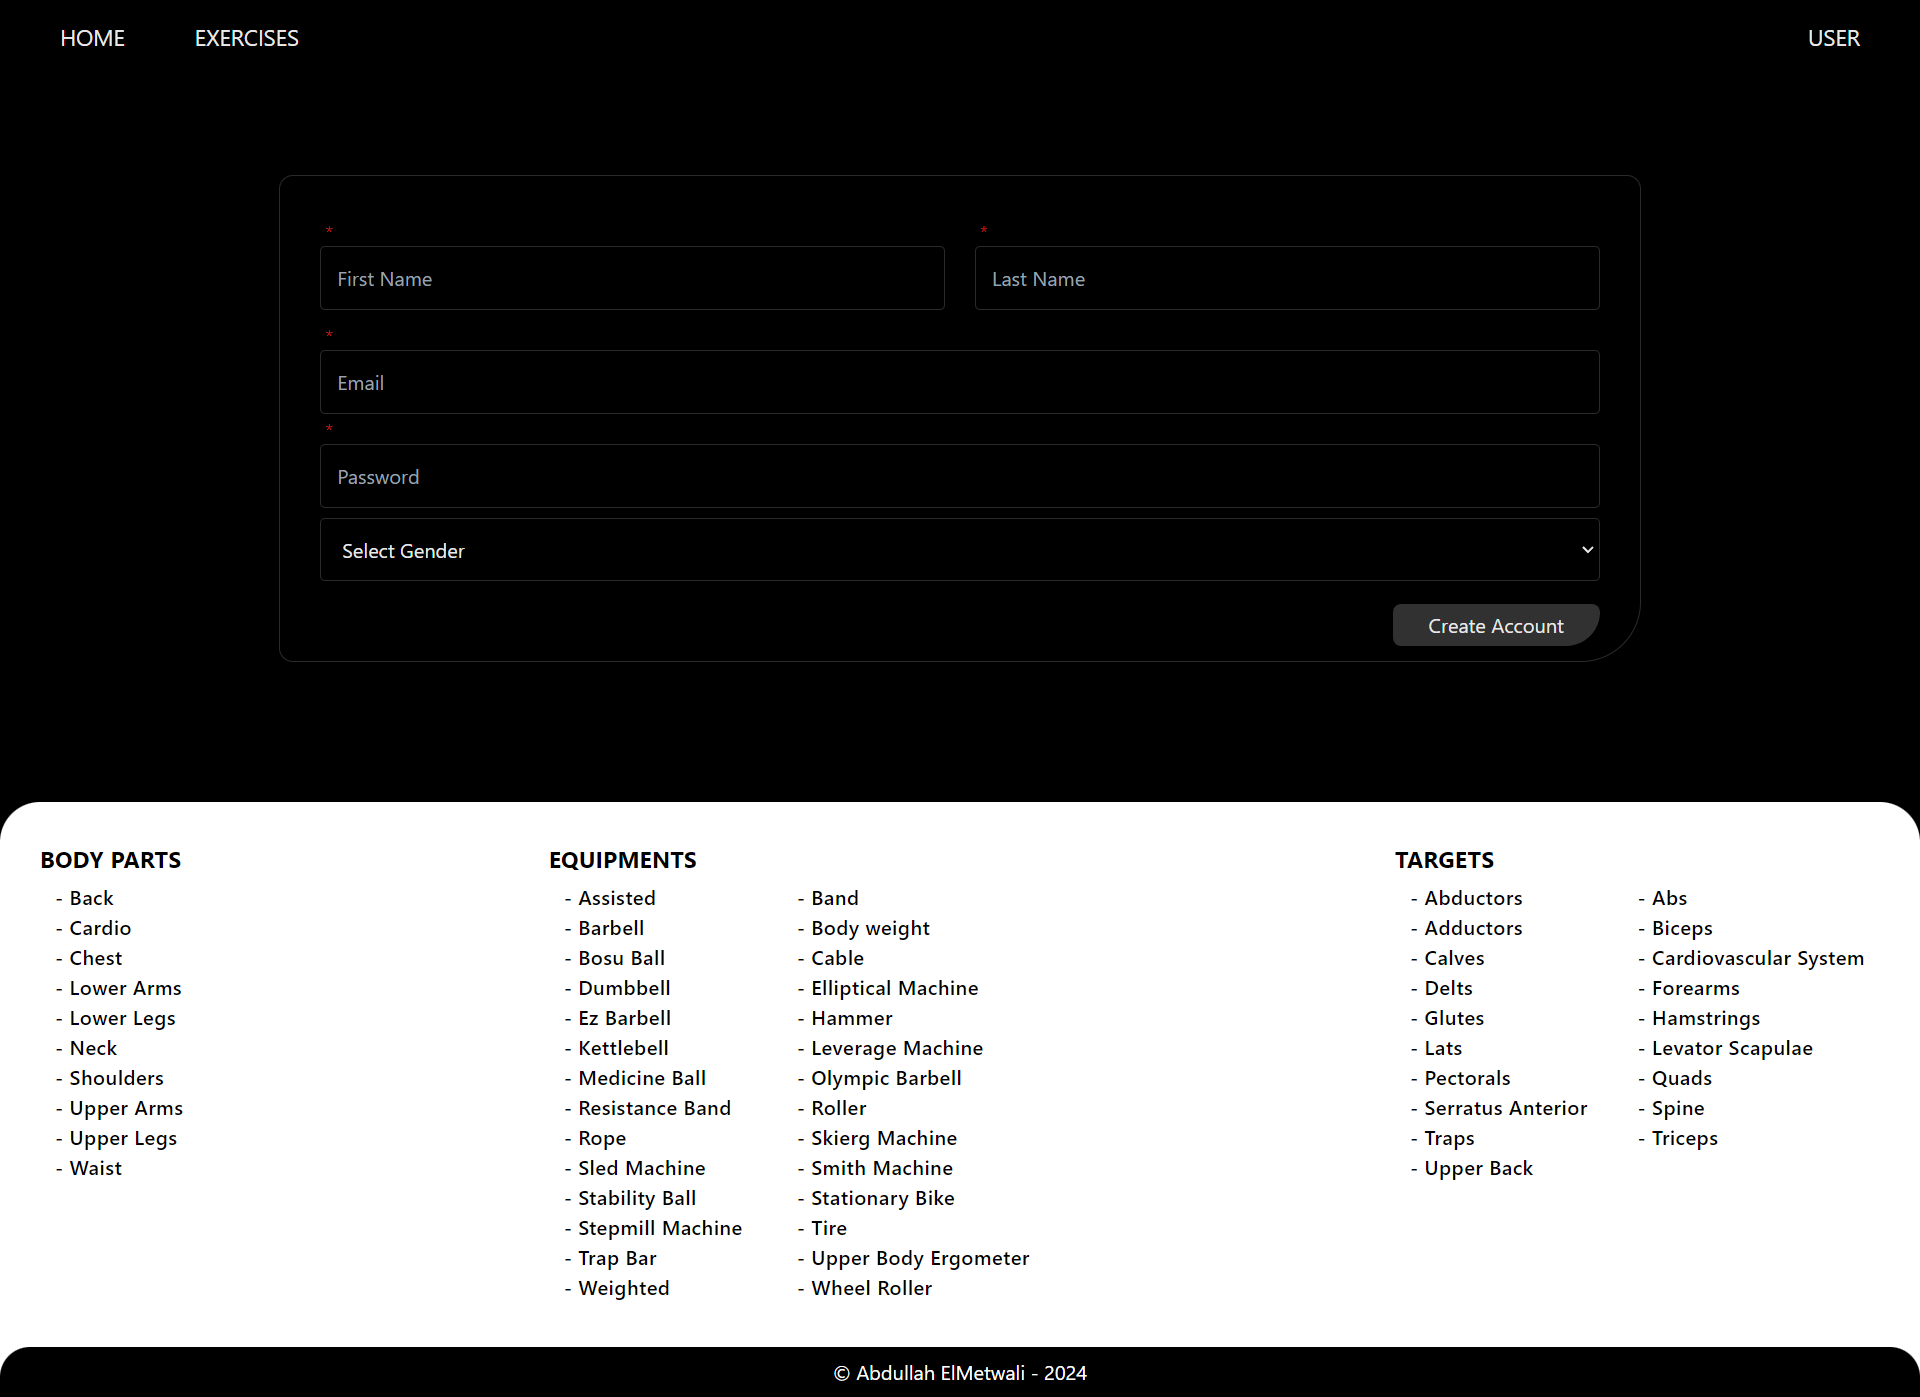 HOME EXERCISES USER
* *
First Name Last Name
*
Email
*
Password
Select Gender
Create Account
BODY PARTS
- Back
- Cardio
- Chest
- Lower Arms
- Lower Legs
- Neck
- Shoulders
- Upper Arms
- Upper Legs
- Waist
EQUIPMENTS
- Assisted
- Barbell
- Bosu Ball
- Dumbbell
- Ez Barbell
- Kettlebell
- Medicine Ball
- Resistance Band
- Rope
- Sled Machine
- Stability Ball
- Stepmill Machine
- Trap Bar
- Weighted
- Band
- Body weight
- Cable
- Elliptical Machine
- Hammer
- Leverage Machine
- Olympic Barbell
- Roller
- Skierg Machine
- Smith Machine
- Stationary Bike
- Tire
- Upper Body Ergometer
- Wheel Roller
TARGETS
- Abductors
- Adductors
- Calves
- Delts
- Glutes
- Lats
- Pectorals
- Serratus Anterior
- Traps
- Upper Back
- Abs
- Biceps
- Cardiovascular System
- Forearms
- Hamstrings
- Levator Scapulae
- Quads
- Spine
- Triceps
© Abdullah ElMetwali - 2024